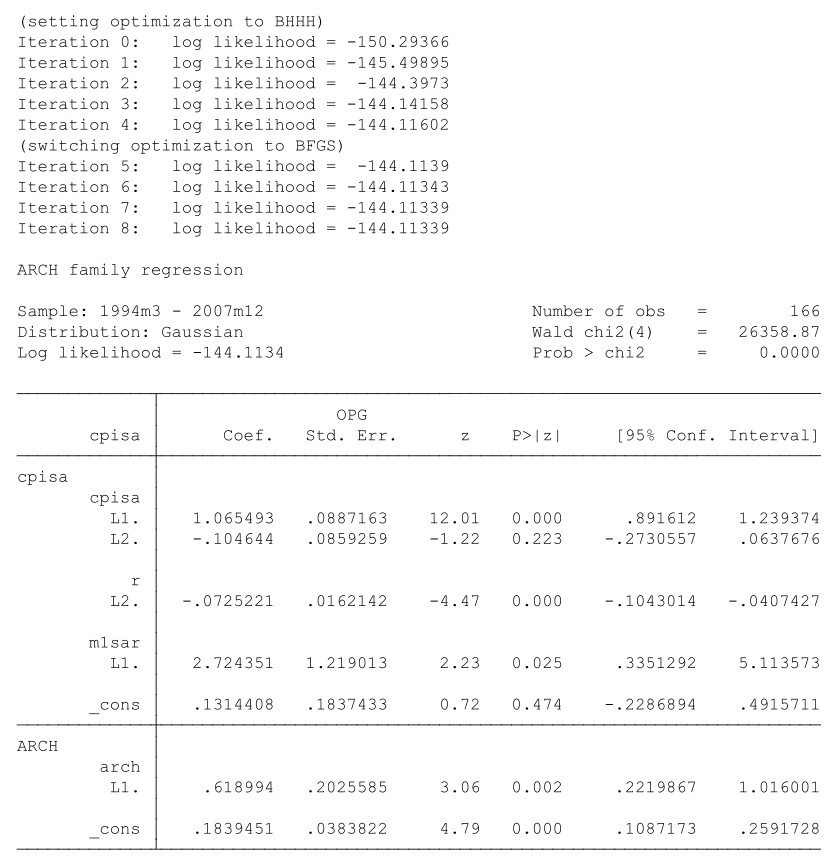 (setting optimization to BHHH)
Iteration 0:   log likelihood = -150.29366
Iteration 1:   log likelihood = -145.49895
Iteration 2:   log likelihood =  -144.3973
Iteration 3:   log likelihood = -144.14158
Iteration 4:   log likelihood = -144.11602
(switching optimization to BFGS)
Iteration 5:   log likelihood =  -144.1139
Iteration 6:   log likelihood = -144.11343
Iteration 7:   log likelihood = -144.11339
Iteration 8:   log likelihood = -144.11339
ARCH family regression
Sample: 1994m3 - 2007m12   Number of obs   =   166
Distribution: Gaussian   Wald chi2(4)   =   26358.87
Log likelihood = -144.1134   Prob > chi2   =   0.0000
OPG
cpisa   Coef.   Std. Err.   z   P>|z|   [95% Conf. Interval]
cpisa
cpisa
L1.   1.065493   .0887163   12.01   0.000   .891612   1.239374
L2.   -.104644   .0859259   -1.22   0.223   -.2730557   .0637676
r
L2.   -.0725221   .0162142   -4.47   0.000   -.1043014   -.0407427
m1sar
L1.   2.724351   1.219013   2.23   0.025   .3351292   5.113573
_cons   .1314408   .1837433   0.72   0.474   -.2286894   .4915711
ARCH
arch
L1.   .618994   .2025585   3.06   0.002   .2219867   1.016001
_cons   .1839451   .0383822   4.79   0.000   .1087173   .2591728